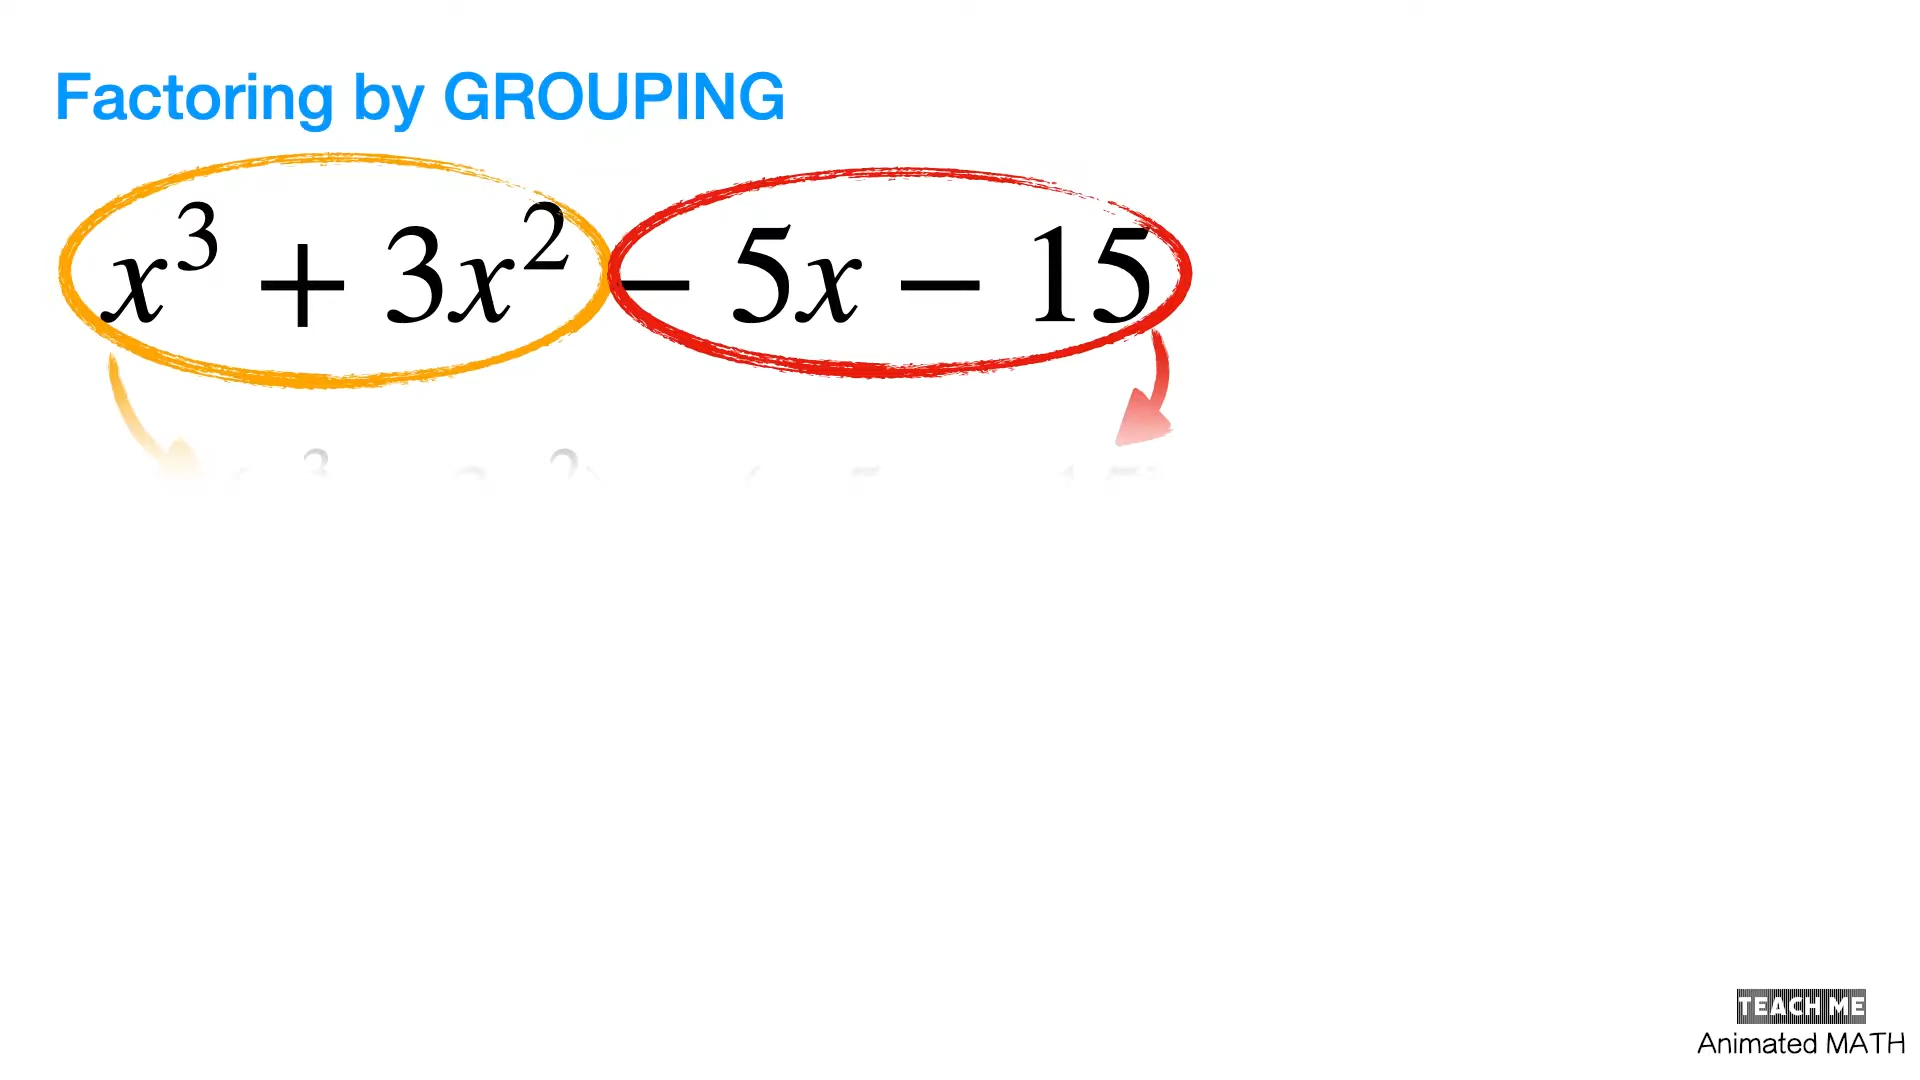 Factoring by GROUPING
x³ + 3x² − 5x − 15
TEACH ME
Animated MATH